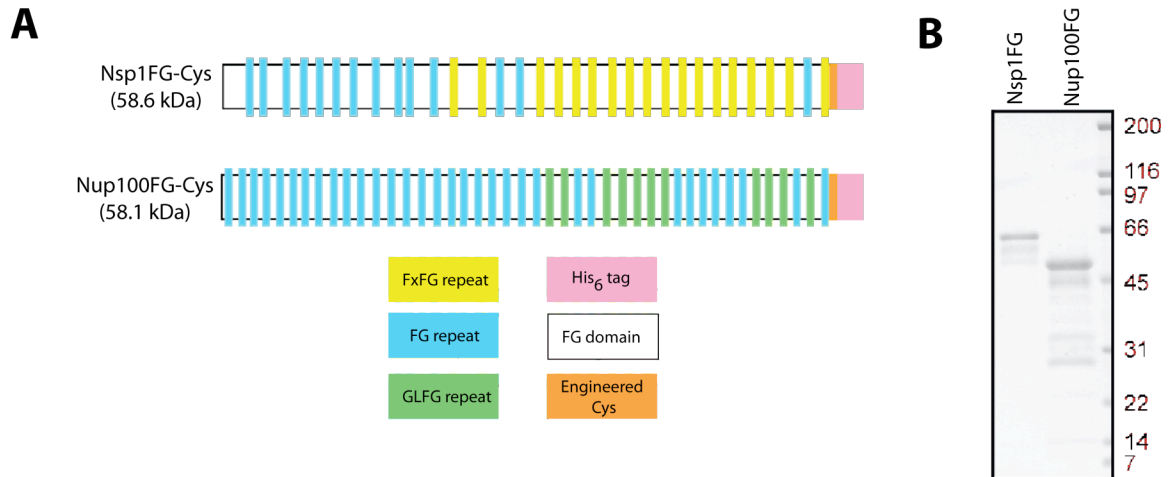 A
Nsp1FG-Cys
(58.6 kDa)
Nup100FG-Cys
(58.1 kDa)
FxFG repeat
His6 tag
FG repeat
FG domain
GLFG repeat
Engineered
Cys
B
Nsp1FG
Nup100FG
200
116
97
66
45
31
22
14
7